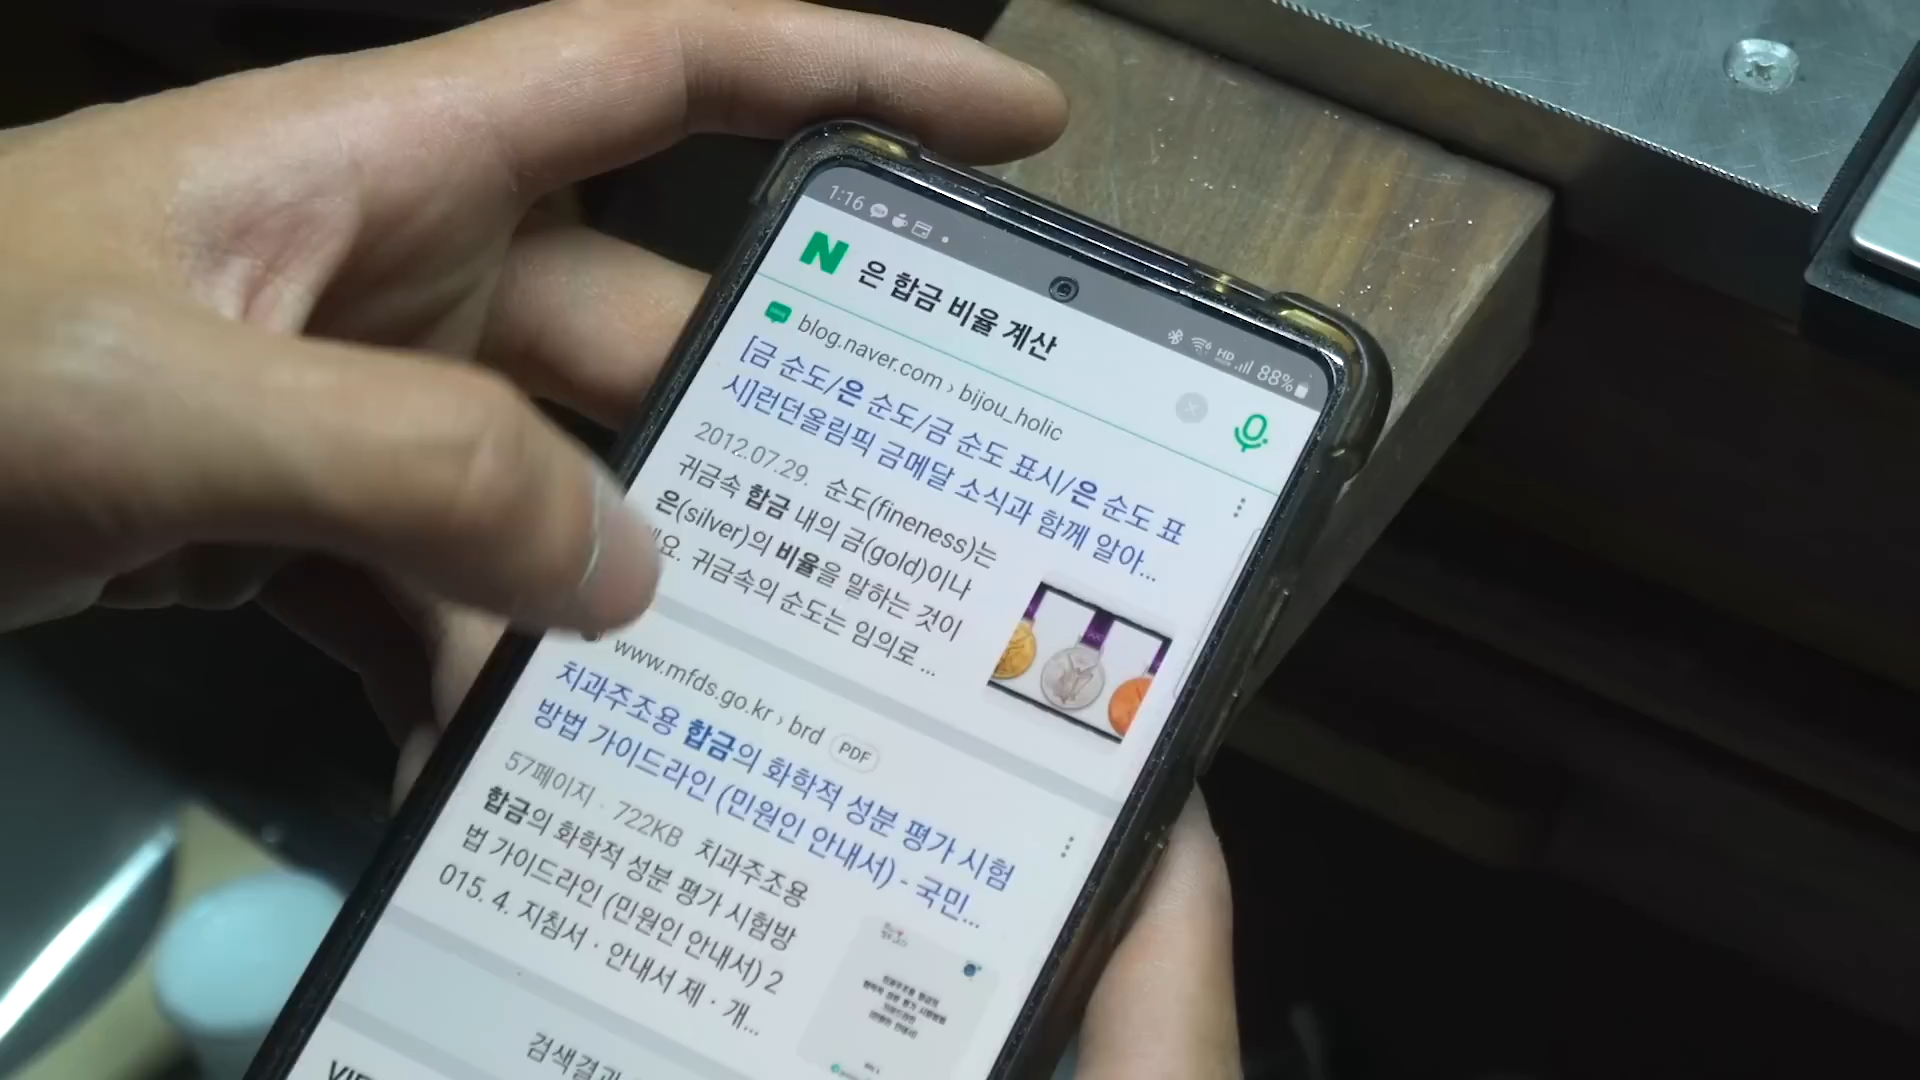 1:16
HD
88%
N 은 합금 비율 계산
blog.naver.com › bijou_holic
[금 순도/은 순도/금 순도 표시/은 순도 표
시]런던올림픽 금메달 소식과 함께 알아...
2012.07.29. 순도(fineness)는
귀금속 합금 내의 금(gold)이나
은(silver)의 비율을 말하는 것이
요. 귀금속의 순도는 임의로 ...
www.mfds.go.kr › brd PDF
치과주조용 합금의 화학적 성분 평가 시험
방법 가이드라인 (민원인 안내서) - 국민...
57페이지 · 722KB 치과주조용
합금의 화학적 성분 평가 시험방
법 가이드라인 (민원인 안내서) 2
015. 4. 지침서 · 안내서 제 · 개...
검색결과